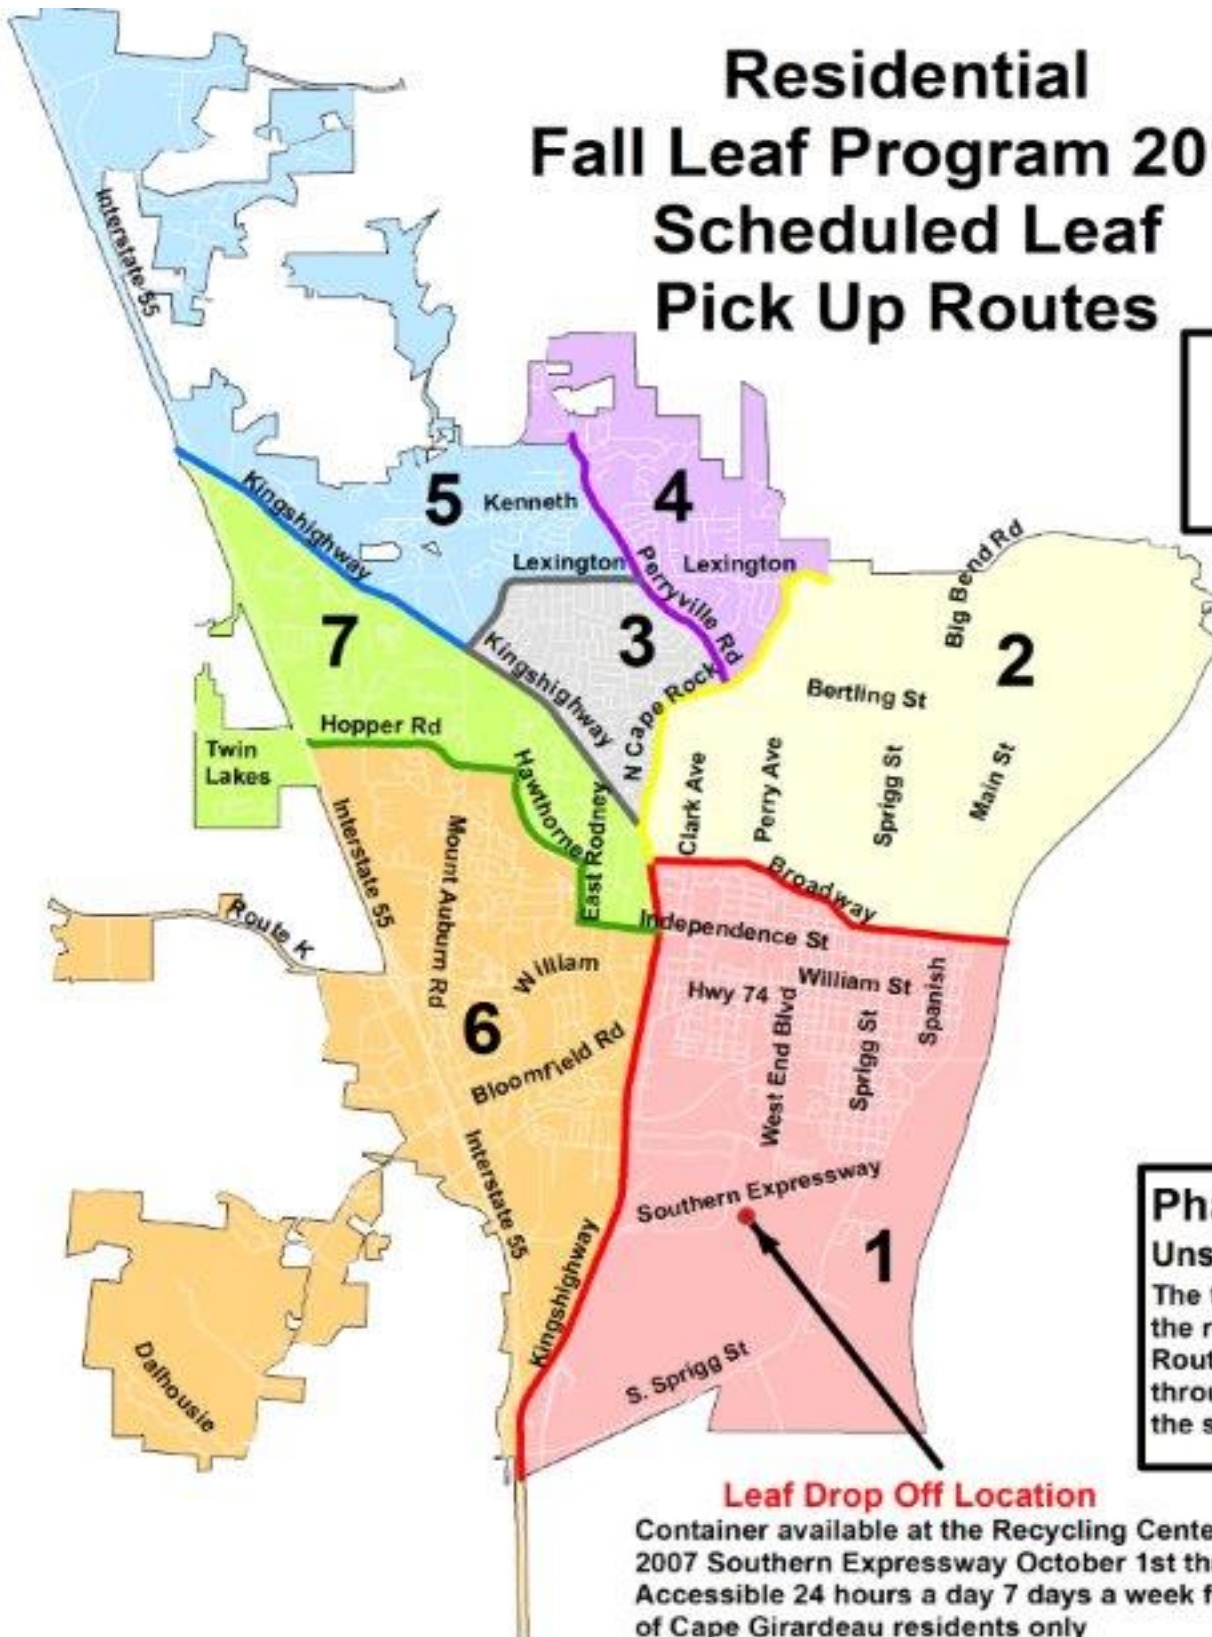 Residential
Fall Leaf Program 20
Scheduled Leaf
Pick Up Routes
Interstate 55
5
Kenneth
4
Kingshighway
Lexington
Lexington
Perryville Rd
Big Bend Rd
7
3
2
Kingshighway
N Cape Rock
Bertling St
Hopper Rd
Twin
Lakes
Hawthorne
East Rodney
Clark Ave
Perry Ave
Sprigg St
Main St
Interstate 55
Mount Auburn Rd
Broadway
Route K
Independence St
William
Hwy 74
William St
Spanish
6
Bloomfield Rd
West End Blvd
Sprigg St
Interstate 55
Southern Expressway
1
Kingshighway
S. Sprigg St
Dalhousie
Pha
Uns
The
the r
Rout
throu
the s
Leaf Drop Off Location
Container available at the Recycling Cente
2007 Southern Expressway October 1st th
Accessible 24 hours a day 7 days a week f
of Cape Girardeau residents only